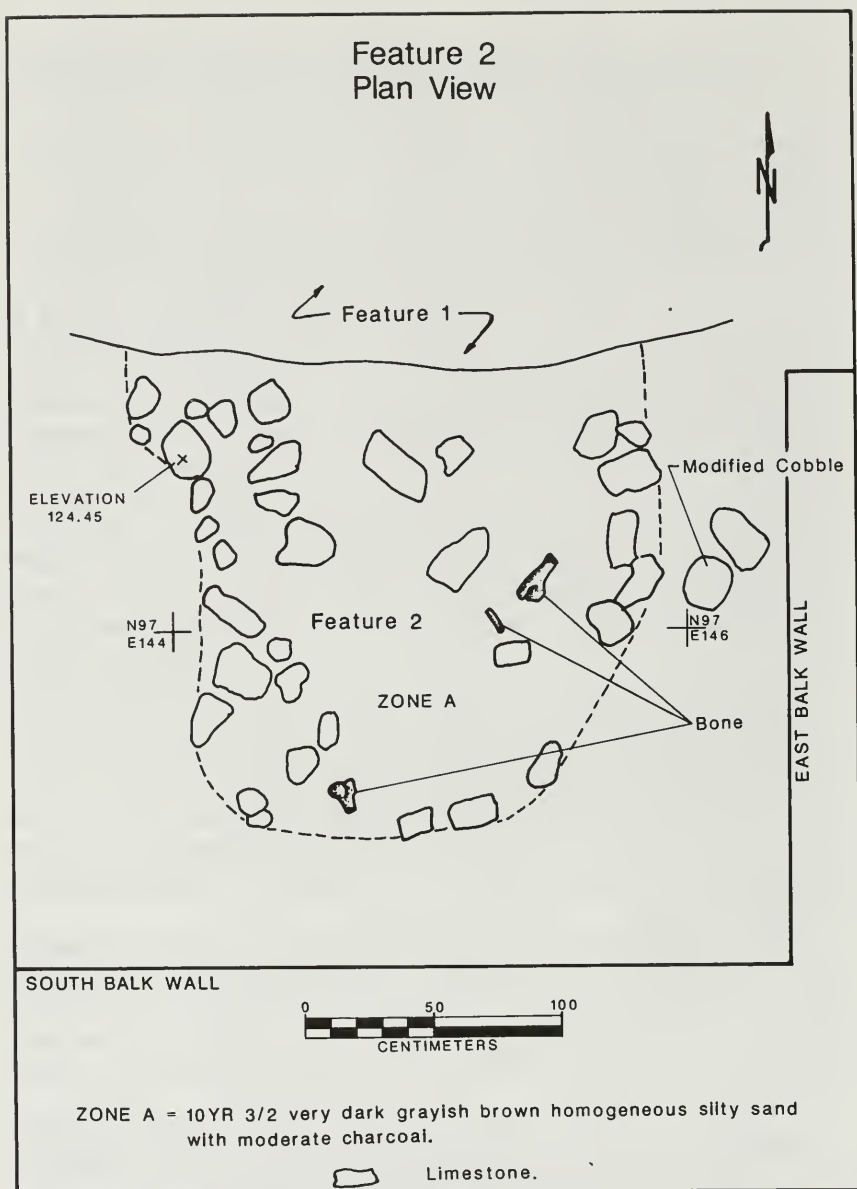 Feature 2
Plan View
N
Feature 1
Modified Cobble
ELEVATION
124.45
N97
E144
Feature 2
N97
E146
ZONE A
Bone
EAST BALK WALL
SOUTH BALK WALL
0 50 100
CENTIMETERS
ZONE A = 10YR 3/2 very dark grayish brown homogeneous silty sand
with moderate charcoal.
Limestone.